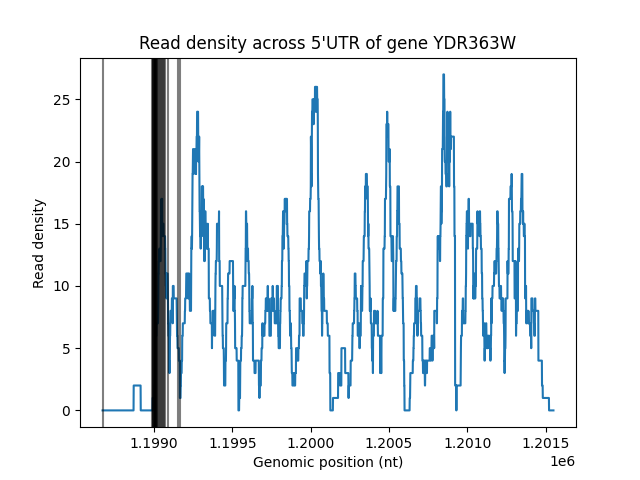 Read density across 5'UTR of gene YDR363W
Read density
25
20
15
10
5
0
1.1990 1.1995 1.2000 1.2005 1.2010 1.2015
1e6
Genomic position (nt)